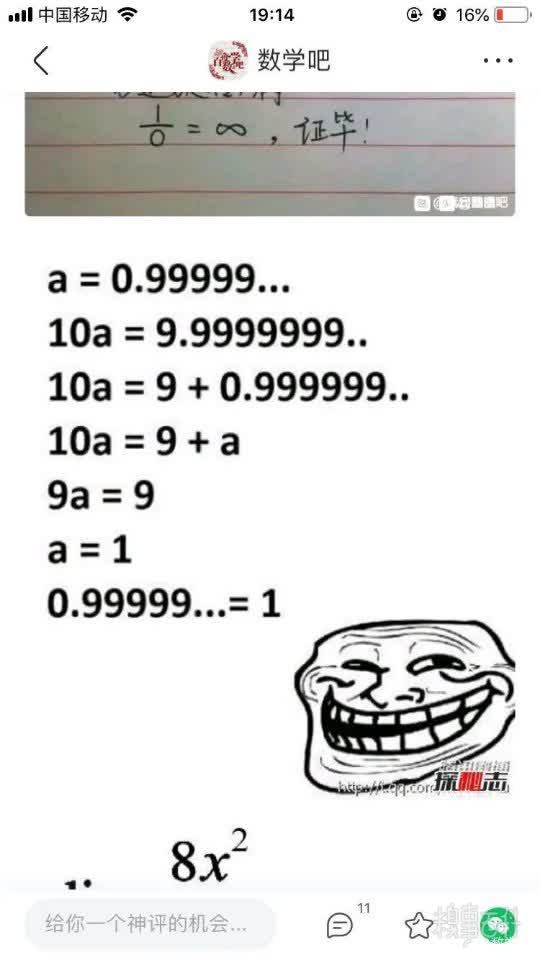 中国移动
19:14
16%
数学吧
1/0 = ∞ , 证毕!
a = 0.99999...
10a = 9.9999999..
10a = 9 + 0.999999..
10a = 9 + a
9a = 9
a = 1
0.99999...= 1
探秘志
8x²
给你一个神评的机会...
11